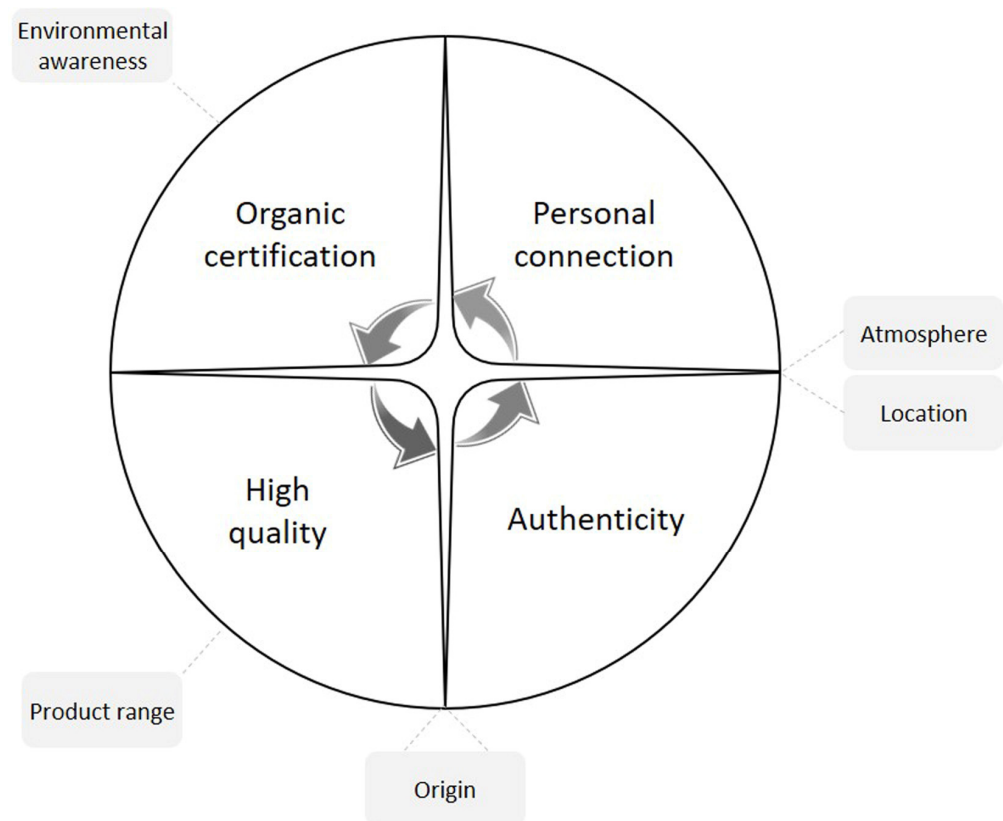 Environmental
awareness
Organic
certification
Personal
connection
Atmosphere
Location
High
quality
Authenticity
Product range
Origin